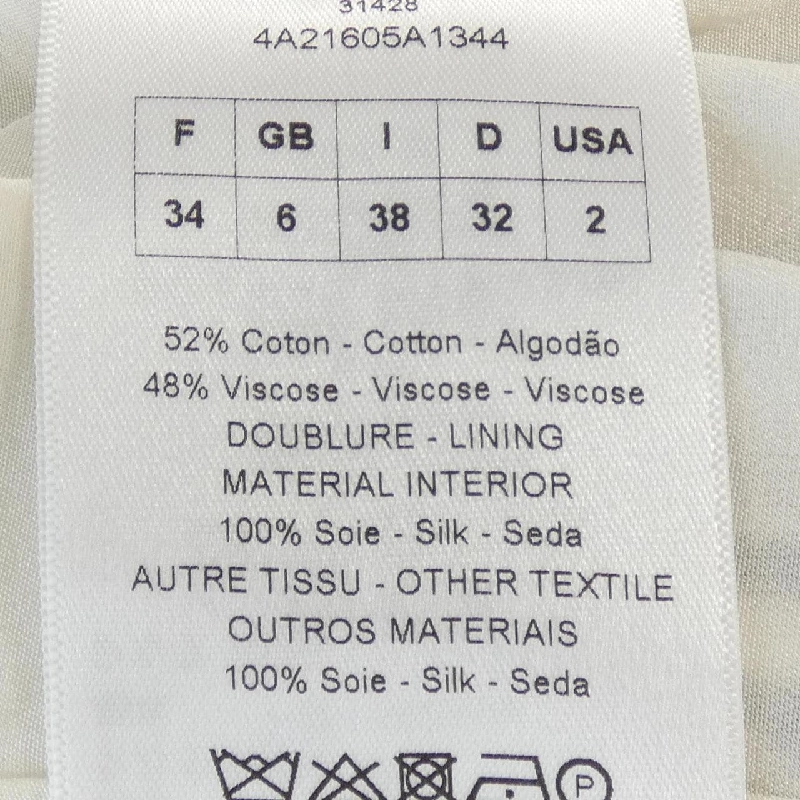 31428
4A21605A1344
F GB I D USA
34 6 38 32 2
52% Coton - Cotton - Algodão
48% Viscose - Viscose - Viscose
DOUBLURE - LINING
MATERIAL INTERIOR
100% Soie - Silk - Seda
AUTRE TISSU - OTHER TEXTILE
OUTROS MATERIAIS
100% Soie - Silk - Seda
P